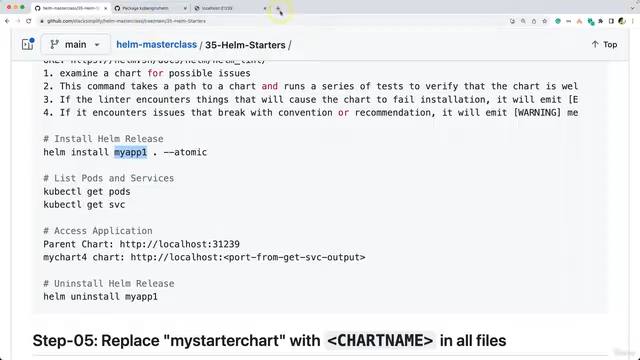 helm-masterclass/35-Helm-S
Package kubenginxhelm
localhost:31239
github.com/stacksimplify/helm-masterclass/tree/main/35-Helm-Starters
main
helm-masterclass / 35-Helm-Starters /
Top
1. examine a chart for possible issues
2. This command takes a path to a chart and runs a series of tests to verify that the chart is wel
3. If the linter encounters things that will cause the chart to fail installation, it will emit [E
4. If it encounters issues that break with convention or recommendation, it will emit [WARNING] me
# Install Helm Release
helm install myapp1 . --atomic
# List Pods and Services
kubectl get pods
kubectl get svc
# Access Application
Parent Chart: http://localhost:31239
mychart4 chart: http://localhost:<port-from-get-svc-output>
# Uninstall Helm Release
helm uninstall myapp1
Step-05: Replace "mystarterchart" with <CHARTNAME> in all files